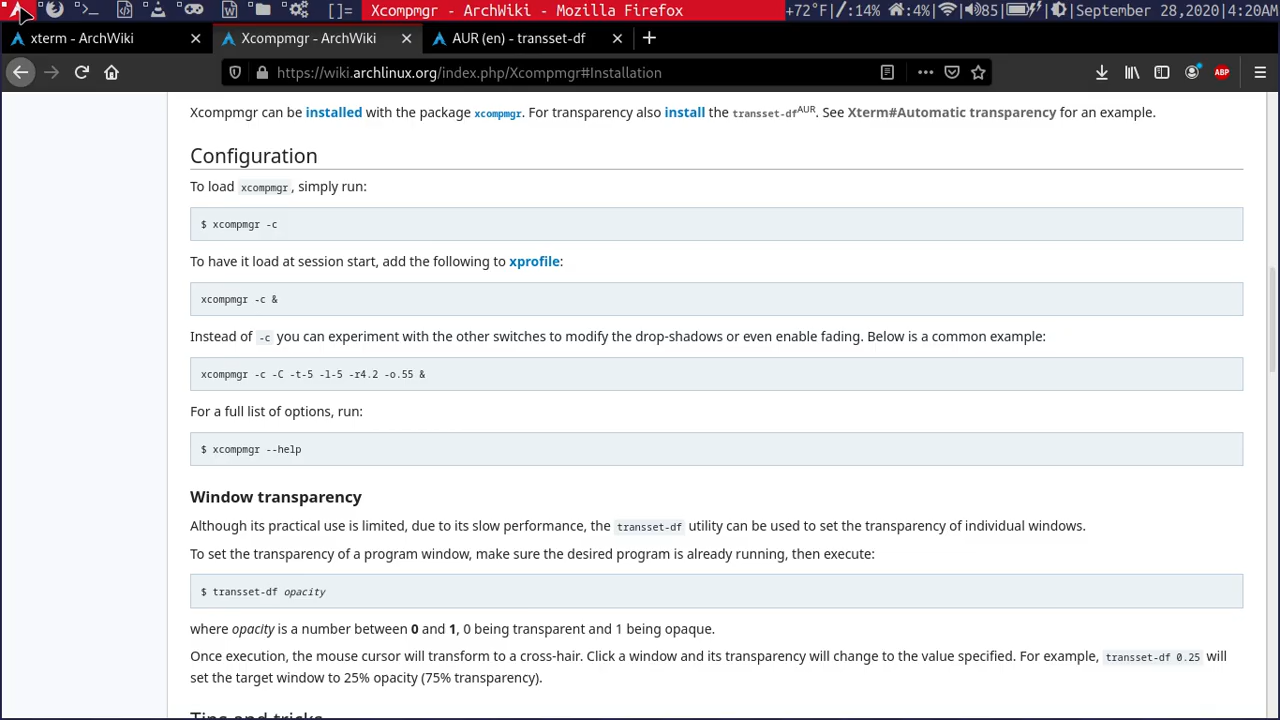 []= Xcompmgr - ArchWiki - Mozilla Firefox +72°F :14% :4% 85 September 28,2020 4:20AM
xterm - ArchWiki Xcompmgr - ArchWiki AUR (en) - transset-df
https://wiki.archlinux.org/index.php/Xcompmgr#Installation ABP
Xcompmgr can be installed with the package xcompmgr. For transparency also install the transset-dfAUR. See Xterm#Automatic transparency for an example.
Configuration
To load xcompmgr, simply run:
$ xcompmgr -c
To have it load at session start, add the following to xprofile:
xcompmgr -c &
Instead of -c you can experiment with the other switches to modify the drop-shadows or even enable fading. Below is a common example:
xcompmgr -c -C -t-5 -l-5 -r4.2 -o.55 &
For a full list of options, run:
$ xcompmgr --help
Window transparency
Although its practical use is limited, due to its slow performance, the transset-df utility can be used to set the transparency of individual windows.
To set the transparency of a program window, make sure the desired program is already running, then execute:
$ transset-df opacity
where opacity is a number between 0 and 1, 0 being transparent and 1 being opaque.
Once execution, the mouse cursor will transform to a cross-hair. Click a window and its transparency will change to the value specified. For example, transset-df 0.25 will
set the target window to 25% opacity (75% transparency).
Tips and tricks